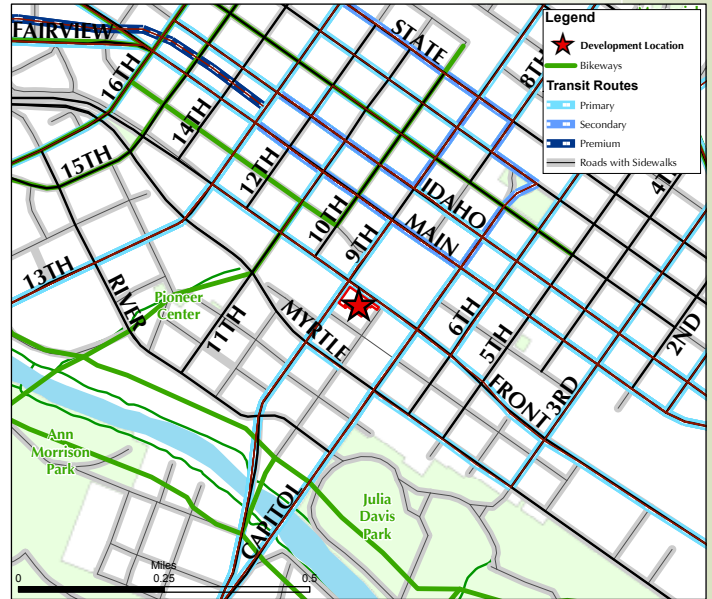 FAIRVIEW
STATE
8TH
16TH
14TH
15TH
12TH
IDAHO
MAIN
10TH
9TH
4T
13TH
RIVER
Pioneer
Center
11TH
MYRTLE
6TH
5TH
2ND
FRONT
3RD
Ann
Morrison
Park
CAPITOL
Julia
Davis
Park
Legend
Development Location
Bikeways
Transit Routes
Primary
Secondary
Premium
Roads with Sidewalks
Miles
0 0.25 0.5